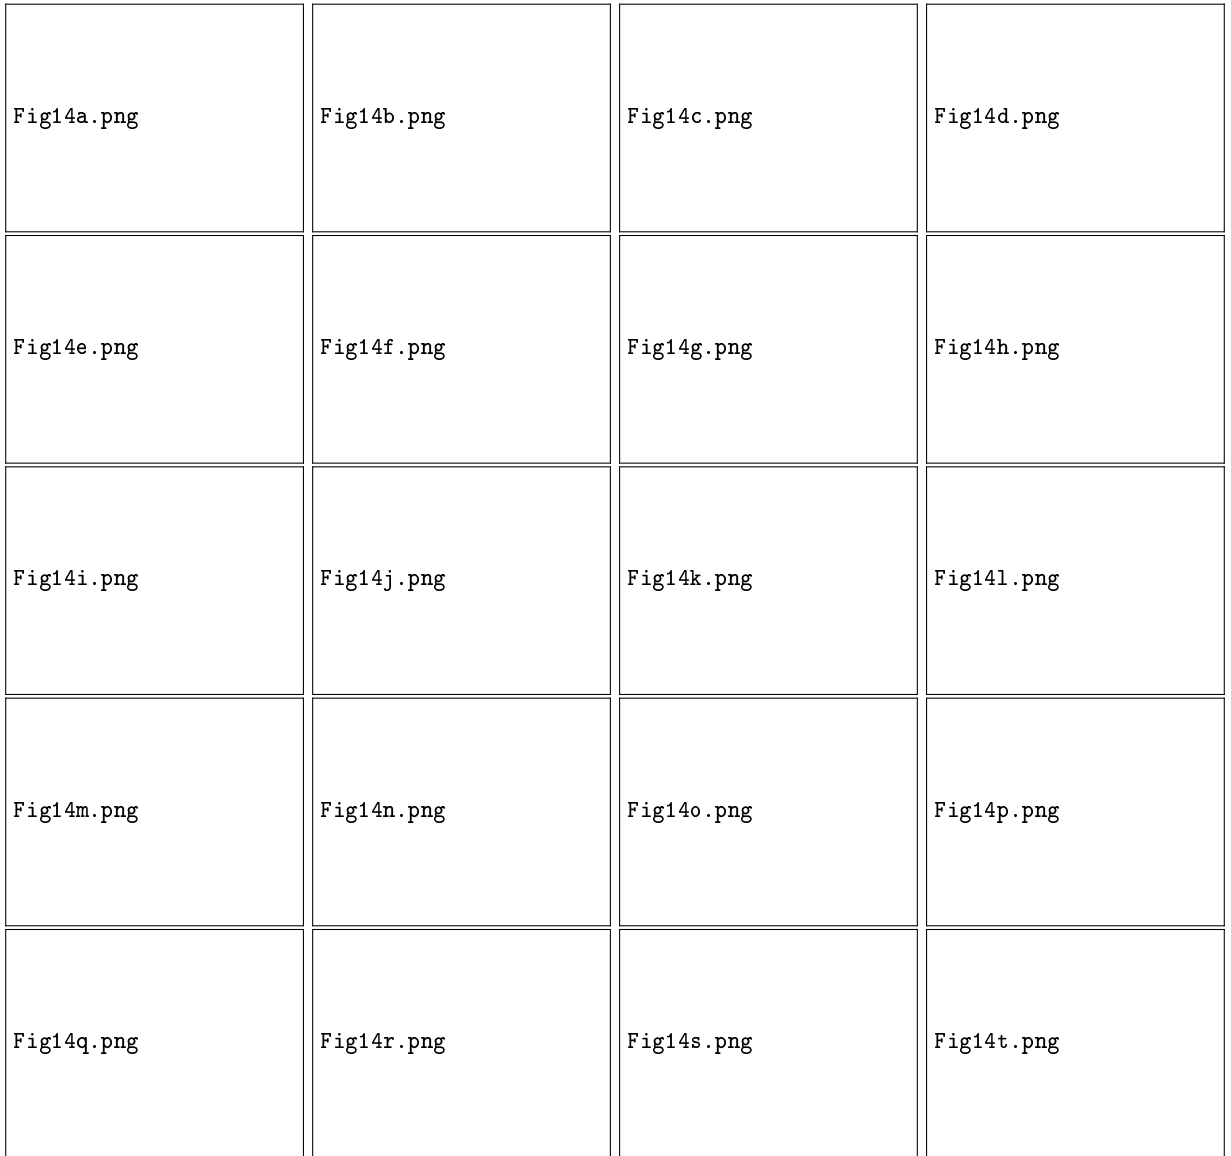 Fig14a.png Fig14b.png Fig14c.png Fig14d.png
Fig14e.png Fig14f.png Fig14g.png Fig14h.png
Fig14i.png Fig14j.png Fig14k.png Fig14l.png
Fig14m.png Fig14n.png Fig14o.png Fig14p.png
Fig14q.png Fig14r.png Fig14s.png Fig14t.png